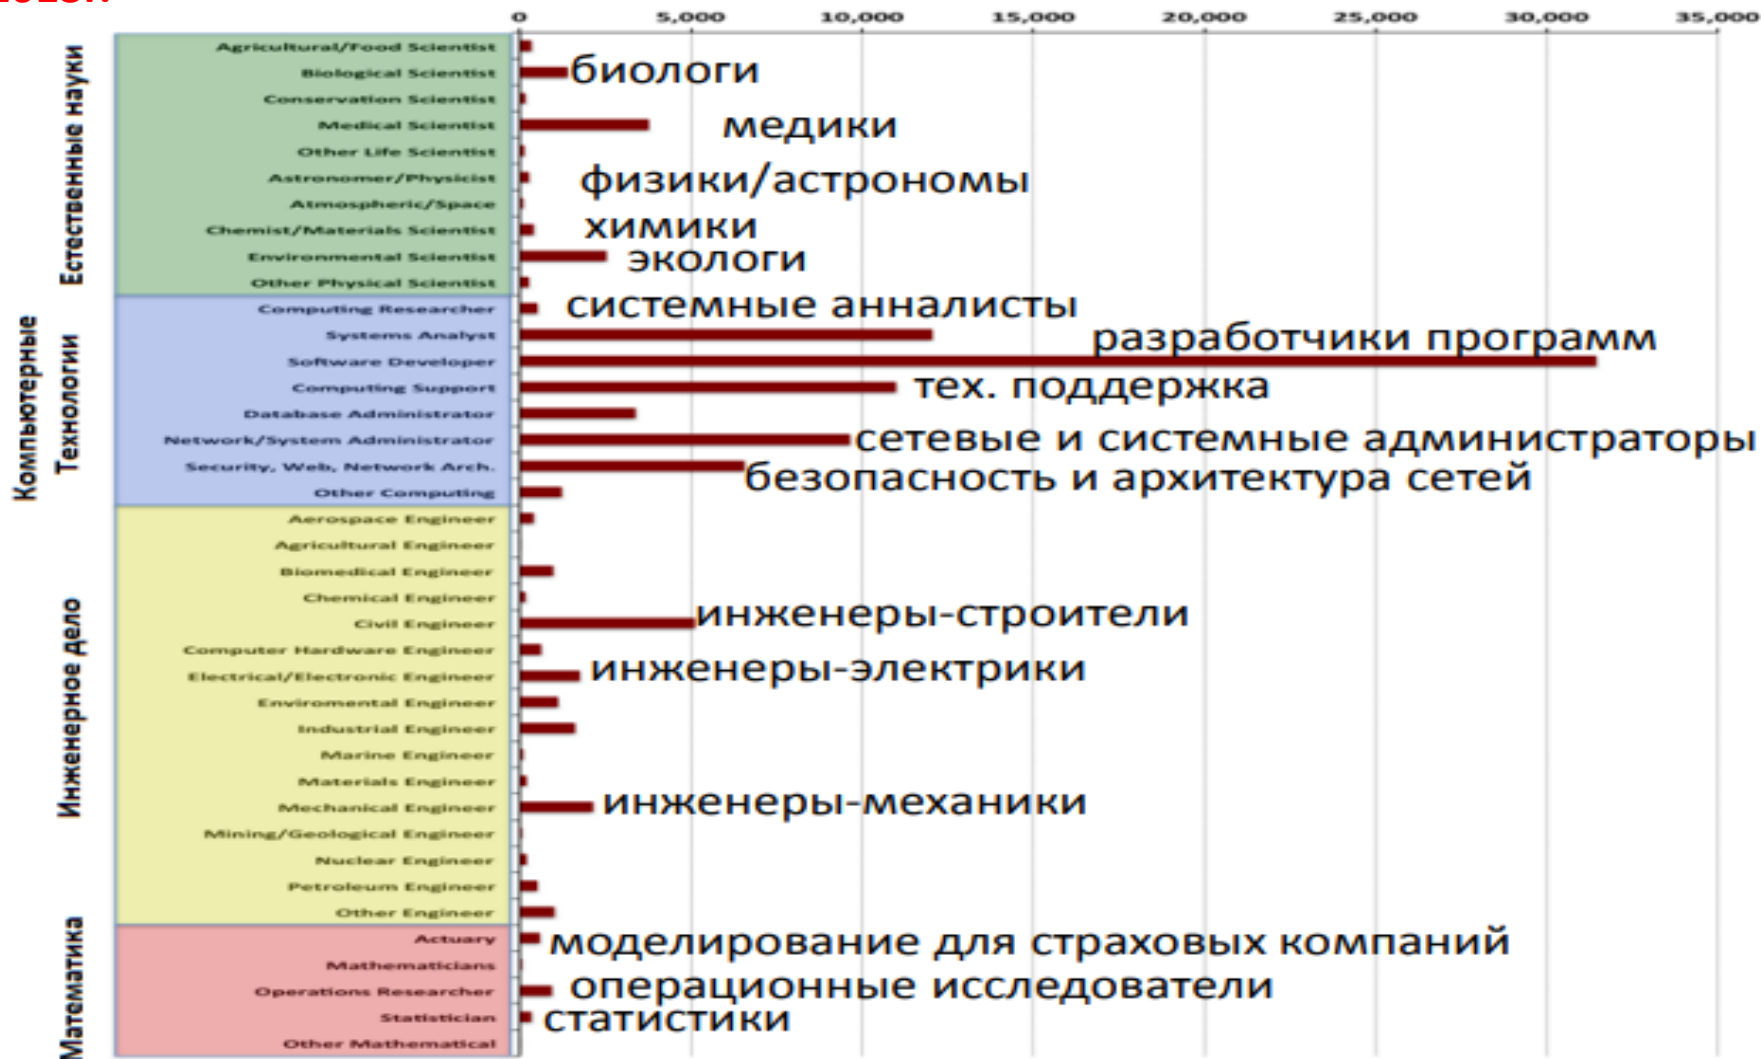 0 5,000 10,000 15,000 20,000 25,000 30,000 35,000
Естественные науки
Agricultural/Food Scientist
Biological Scientist биологи
Conservation Scientist
Medical Scientist медики
Other Life Scientist
Astronomer/Physicist физики/астрономы
Atmospheric/Space
Chemist/Materials Scientist химики
Environmental Scientist экологи
Other Physical Scientist
Компьютерные
Технологии
Computing Researcher системные анналисты
Systems Analyst разработчики программ
Software Developer
Computing Support тех. поддержка
Database Administrator
Network/System Administrator сетевые и системные администраторы
Security, Web, Network Arch. безопасность и архитектура сетей
Other Computing
Инженерное дело
Aerospace Engineer
Agricultural Engineer
Biomedical Engineer
Chemical Engineer
Civil Engineer инженеры-строители
Computer Hardware Engineer
Electrical/Electronic Engineer инженеры-электрики
Enviromental Engineer
Industrial Engineer
Marine Engineer
Materials Engineer
Mechanical Engineer инженеры-механики
Mining/Geological Engineer
Nuclear Engineer
Petroleum Engineer
Other Engineer
Математика
Actuary моделирование для страховых компаний
Mathematicians
Operations Researcher операционные исследователи
Statistician статистики
Other Mathematical